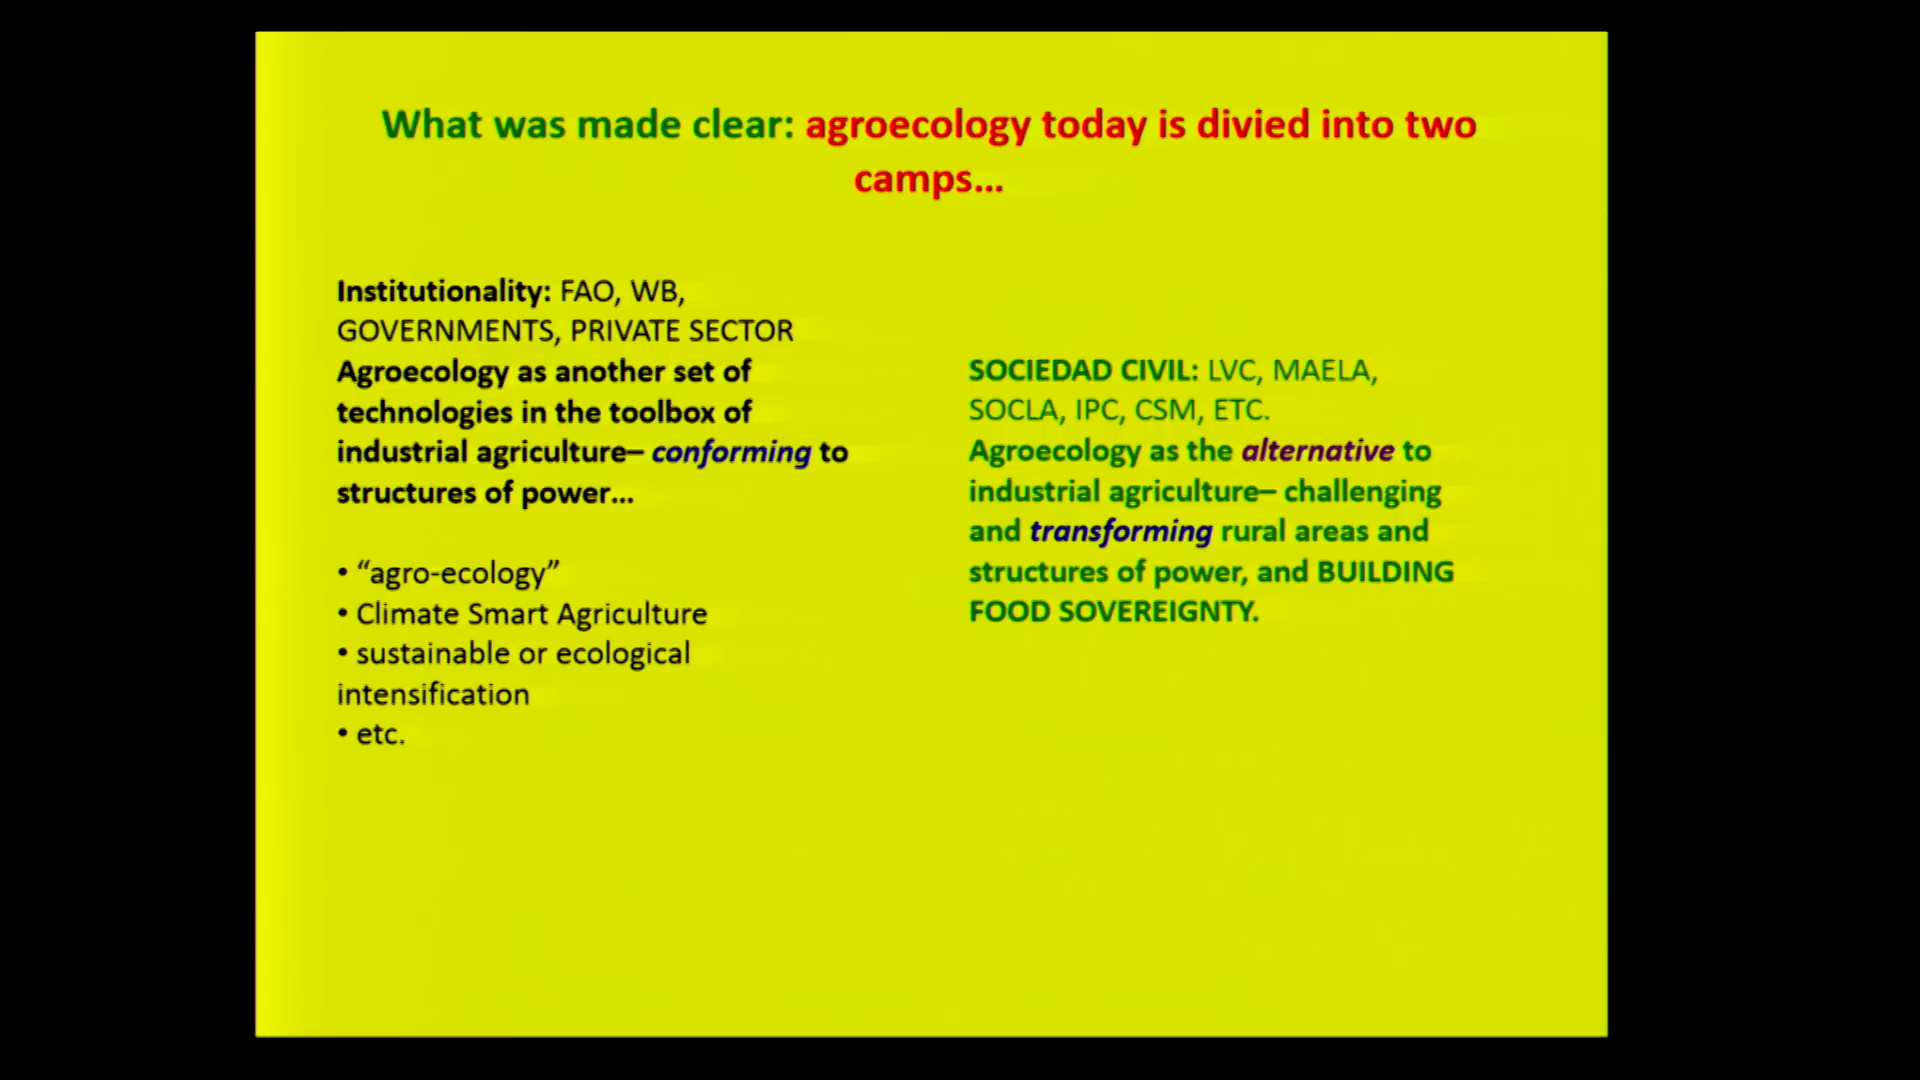 What was made clear: agroecology today is divied into two
camps...
Institutionality: FAO, WB,
GOVERNMENTS, PRIVATE SECTOR
Agroecology as another set of
technologies in the toolbox of
industrial agriculture– conforming to
structures of power...
• “agro-ecology”
• Climate Smart Agriculture
• sustainable or ecological
intensification
• etc.
SOCIEDAD CIVIL: LVC, MAELA,
SOCLA, IPC, CSM, ETC.
Agroecology as the alternative to
industrial agriculture– challenging
and transforming rural areas and
structures of power, and BUILDING
FOOD SOVEREIGNTY.